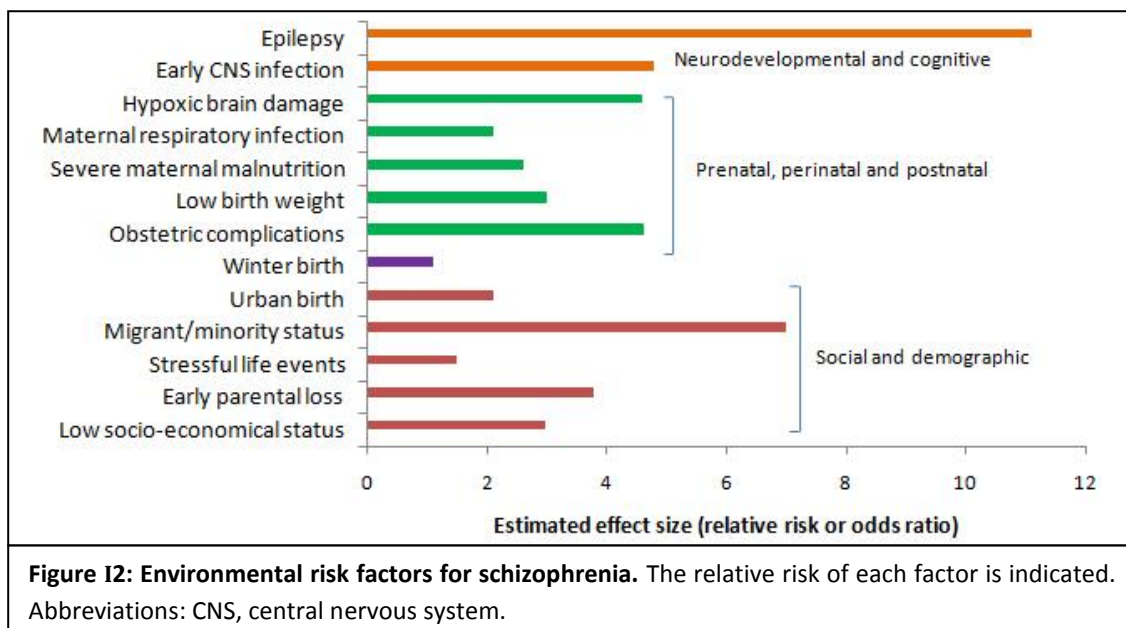 Epilepsy
Early CNS infection
Neurodevelopmental and cognitive
Hypoxic brain damage
Maternal respiratory infection
Severe maternal malnutrition
Prenatal, perinatal and postnatal
Low birth weight
Obstetric complications
Winter birth
Urban birth
Migrant/minority status
Stressful life events
Social and demographic
Early parental loss
Low socio-economical status
0 2 4 6 8 10 12
Estimated effect size (relative risk or odds ratio)
Figure I2: Environmental risk factors for schizophrenia. The relative risk of each factor is indicated.
Abbreviations: CNS, central nervous system.